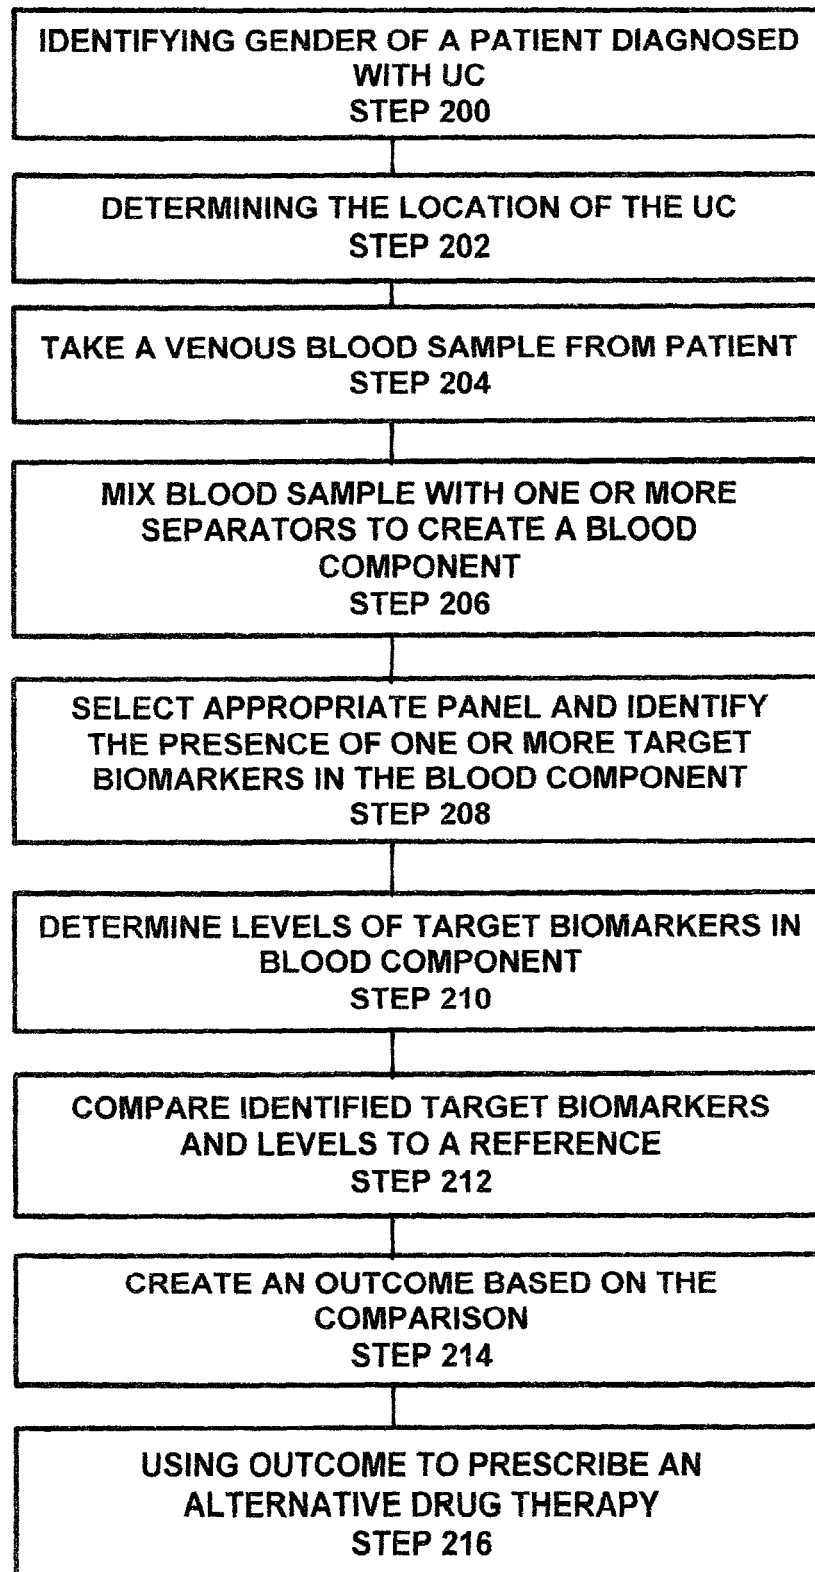 IDENTIFYING GENDER OF A PATIENT DIAGNOSED
WITH UC
STEP 200
DETERMINING THE LOCATION OF THE UC
STEP 202
TAKE A VENOUS BLOOD SAMPLE FROM PATIENT
STEP 204
MIX BLOOD SAMPLE WITH ONE OR MORE
SEPARATORS TO CREATE A BLOOD
COMPONENT
STEP 206
SELECT APPROPRIATE PANEL AND IDENTIFY
THE PRESENCE OF ONE OR MORE TARGET
BIOMARKERS IN THE BLOOD COMPONENT
STEP 208
DETERMINE LEVELS OF TARGET BIOMARKERS IN
BLOOD COMPONENT
STEP 210
COMPARE IDENTIFIED TARGET BIOMARKERS
AND LEVELS TO A REFERENCE
STEP 212
CREATE AN OUTCOME BASED ON THE
COMPARISON
STEP 214
USING OUTCOME TO PRESCRIBE AN
ALTERNATIVE DRUG THERAPY
STEP 216